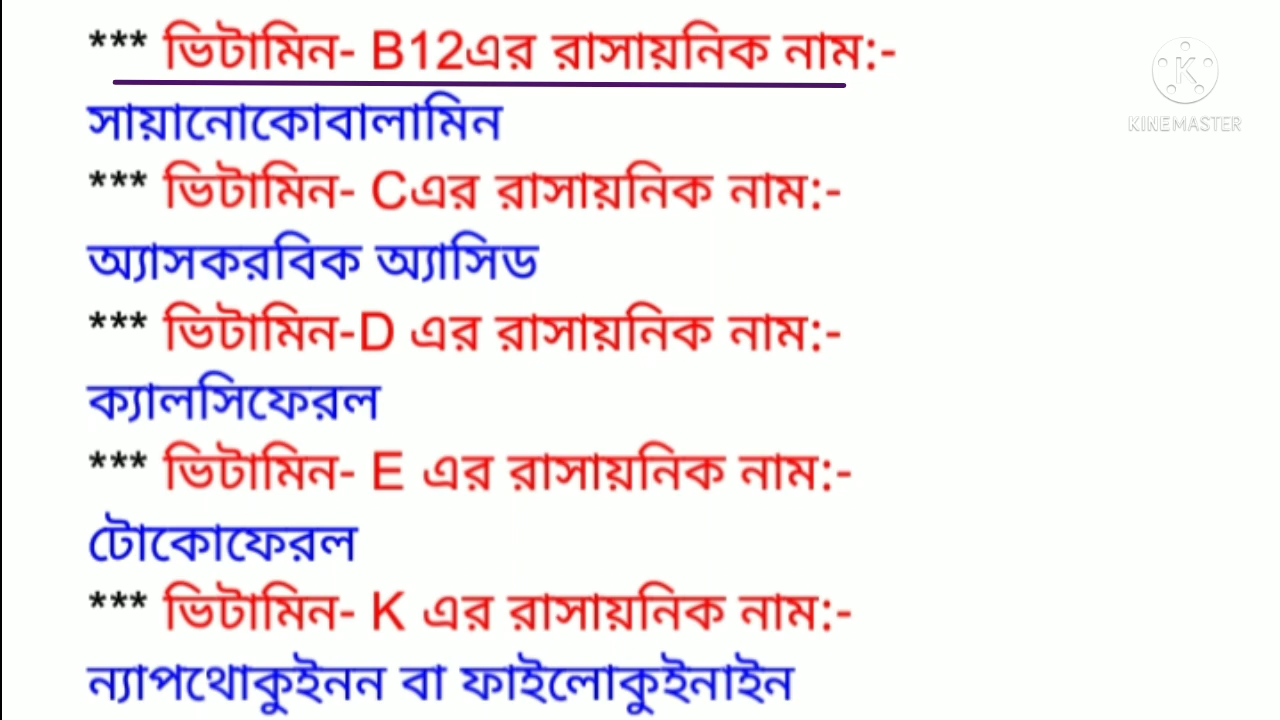 *** ভিটামিন- B12এর রাসায়নিক নাম:-
সায়ানোকোবালামিন
*** ভিটামিন- Cএর রাসায়নিক নাম:-
অ্যাসকরবিক অ্যাসিড
*** ভিটামিন-D এর রাসায়নিক নাম:-
ক্যালসিফেরল
*** ভিটামিন- E এর রাসায়নিক নাম:-
টোকোফেরল
*** ভিটামিন- K এর রাসায়নিক নাম:-
ন্যাপথোকুইনন বা ফাইলোকুইনাইন
K
KINEMASTER